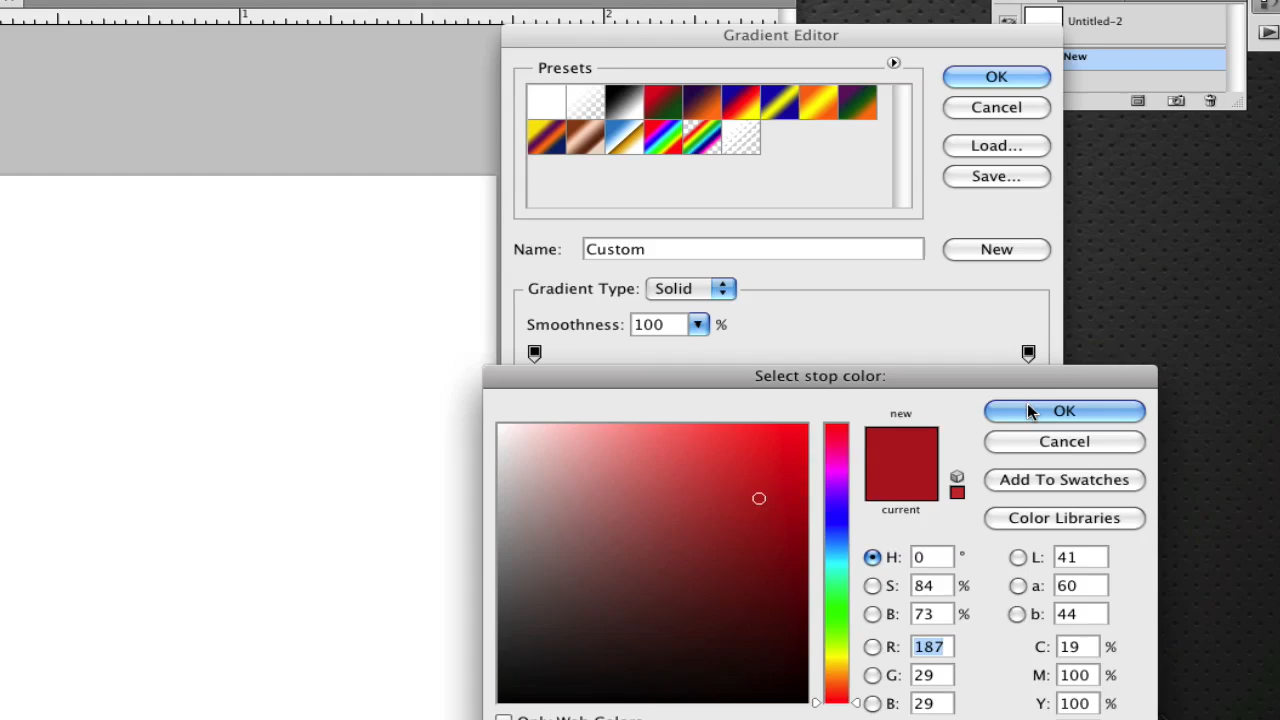 1
2
Untitled-2
New
Gradient Editor
Presets
OK
Cancel
Load...
Save...
Name: Custom
New
Gradient Type: Solid
Smoothness: 100 %
Select stop color:
new
OK
Cancel
Add To Swatches
Color Libraries
current
H: 0 °
L: 41
S: 84 %
a: 60
B: 73 %
b: 44
R: 187
C: 19 %
G: 29
M: 100 %
B: 29
Y: 100 %
Only Web Colors